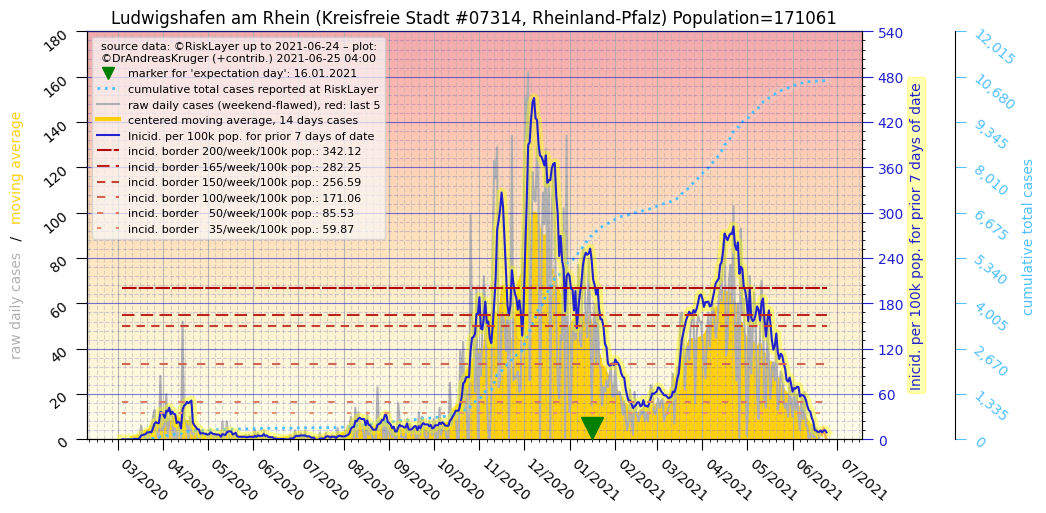 Ludwigshafen am Rhein (Kreisfreie Stadt #07314, Rheinland-Pfalz) Population=171061
source data: ©RiskLayer up to 2021-06-24 – plot:
©DrAndreasKruger (+contrib.) 2021-06-25 04:00
marker for 'expectation day': 16.01.2021
cumulative total cases reported at RiskLayer
raw daily cases (weekend-flawed), red: last 5
centered moving average, 14 days cases
Inicid. per 100k pop. for prior 7 days of date
incid. border 200/week/100k pop.: 342.12
incid. border 165/week/100k pop.: 282.25
incid. border 150/week/100k pop.: 256.59
incid. border 100/week/100k pop.: 171.06
incid. border 50/week/100k pop.: 85.53
incid. border 35/week/100k pop.: 59.87
raw daily cases / moving average
180
160
140
120
100
80
60
40
20
0
03/2020
04/2020
05/2020
06/2020
07/2020
08/2020
09/2020
10/2020
11/2020
12/2020
01/2021
02/2021
03/2021
04/2021
05/2021
06/2021
07/2021
540
480
420
360
300
240
180
120
60
0
Inicid. per 100k pop. for prior 7 days of date
12,015
10,680
9,345
8,010
6,675
5,340
4,005
2,670
1,335
0
cumulative total cases